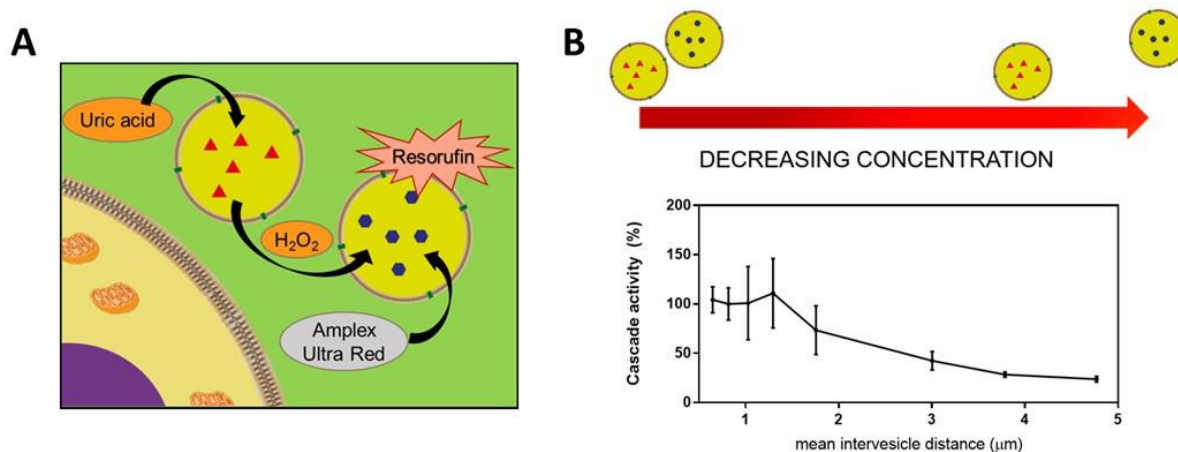 A
Uric acid
Resorufin
H₂O₂
Amplex
Ultra Red
B
DECREASING CONCENTRATION
Cascade activity (%)
200
150
100
50
0
1
2
3
4
5
mean intervesicle distance (μm)